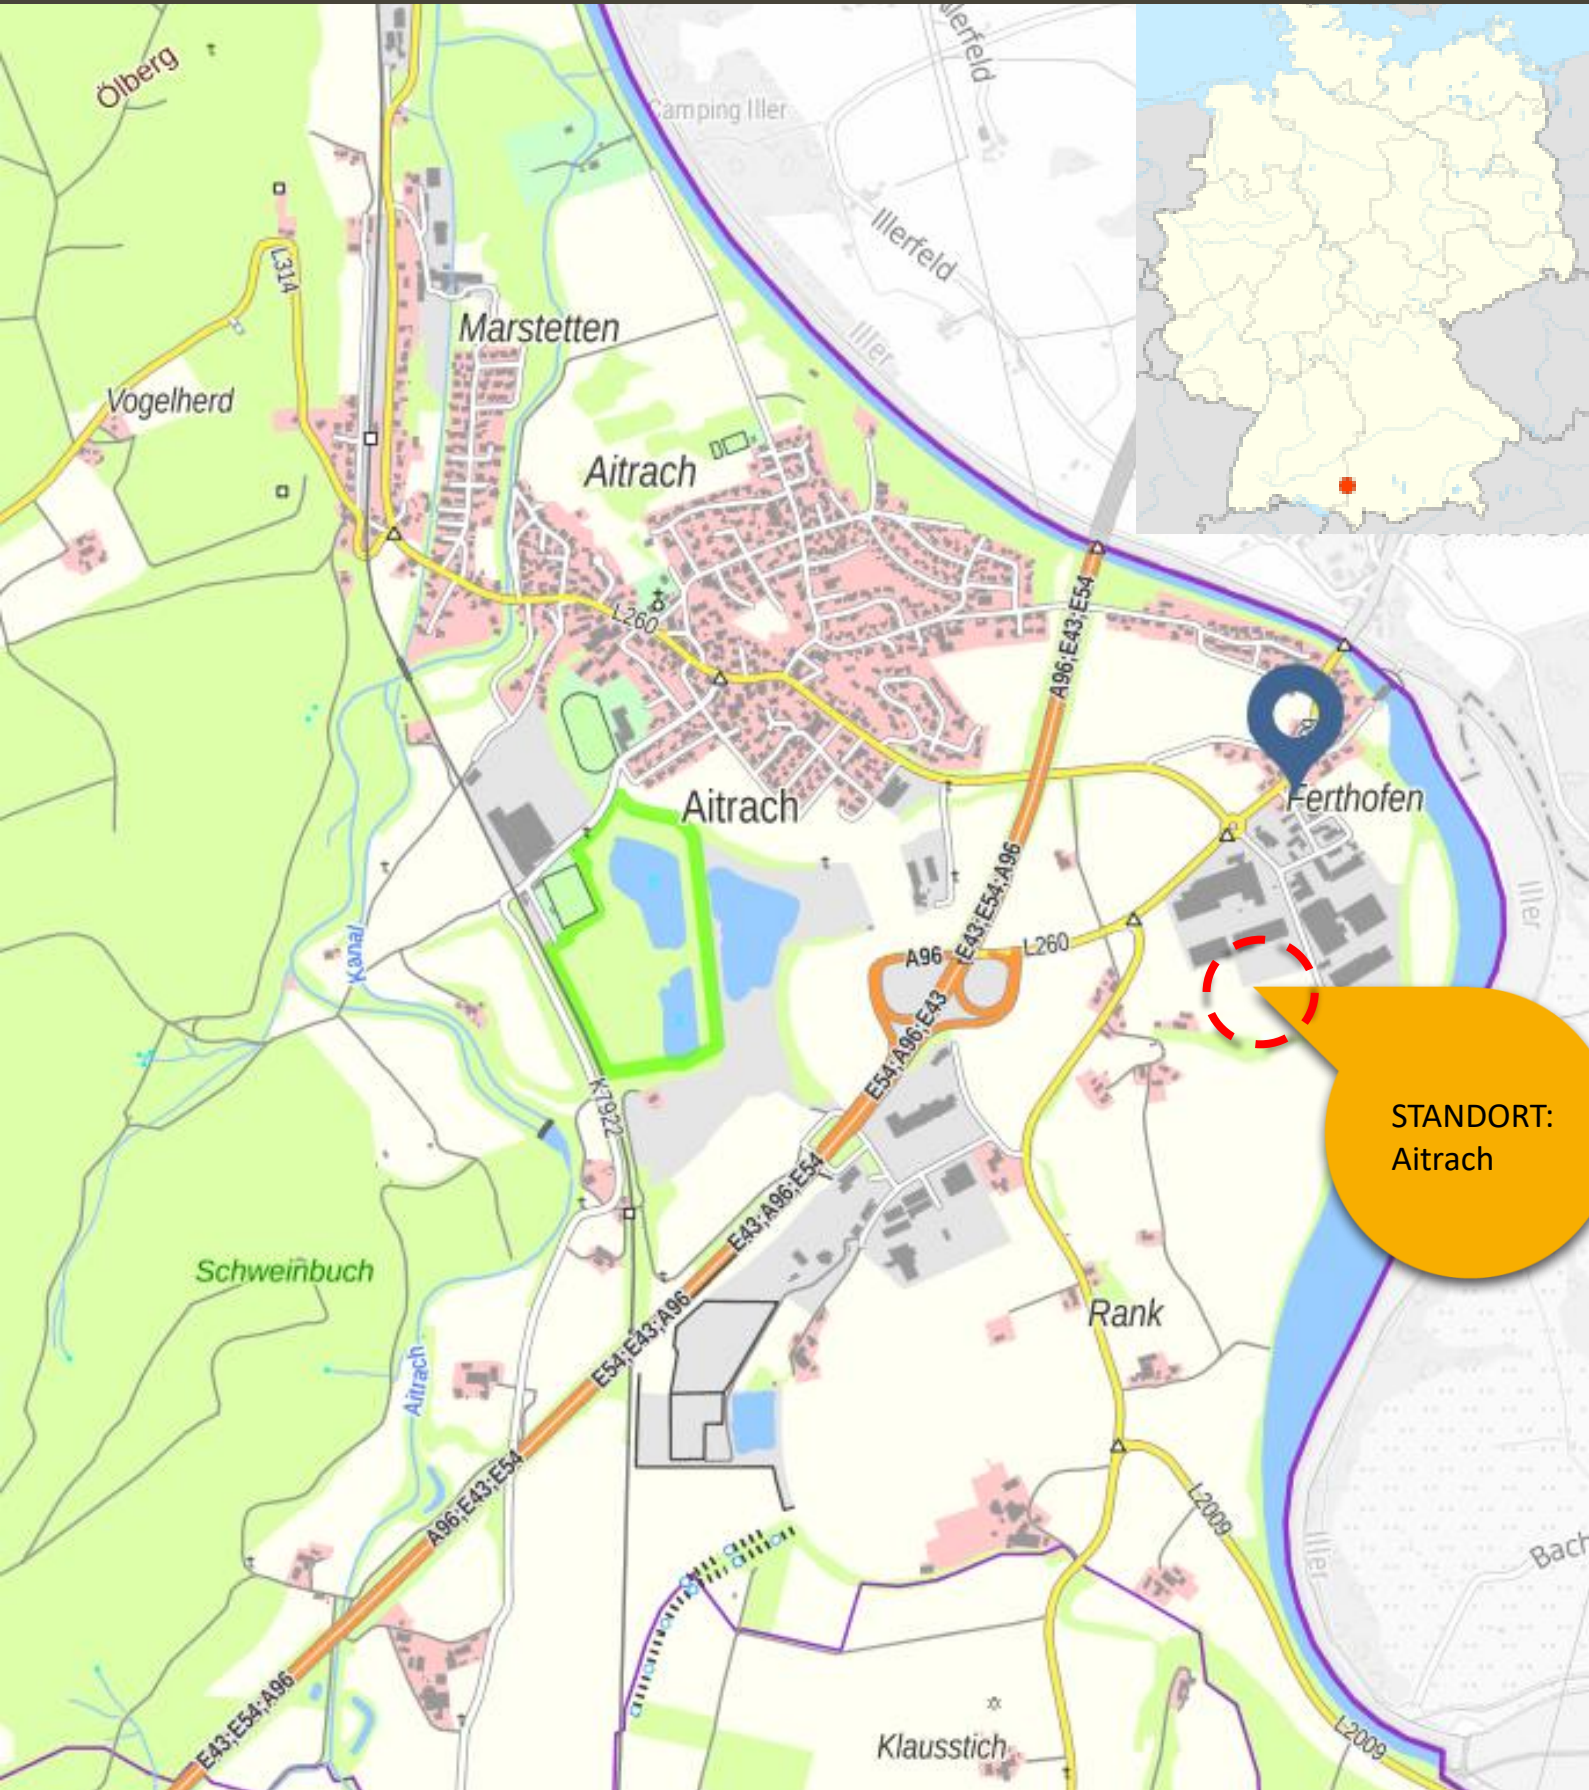 Ölberg
Camping Iller
Illerfeld
L314
Illerfeld
Marstetten
Iller
Vogelherd
Aitrach
L260
A96;E43;E54
Aitrach
Ferthofen
E43;E54;A96
Iller
Kanal
A96
L260
E54;A96;E43
K7922
STANDORT:
Aitrach
E43;A96;E54
Schweinbuch
E54;E43;A96
Rank
Aitrach
A96;E43;E54
L2009
Iller
Bach
E43;E54;A96
L2009
Klausstich